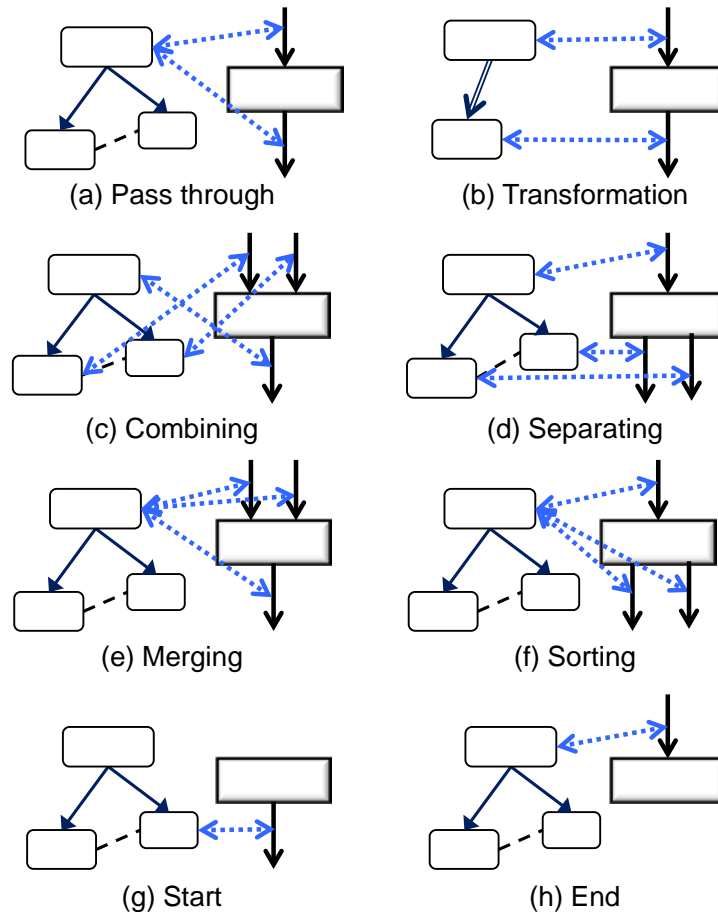 (a) Pass through
(b) Transformation
(c) Combining
(d) Separating
(e) Merging
(f) Sorting
(g) Start
(h) End